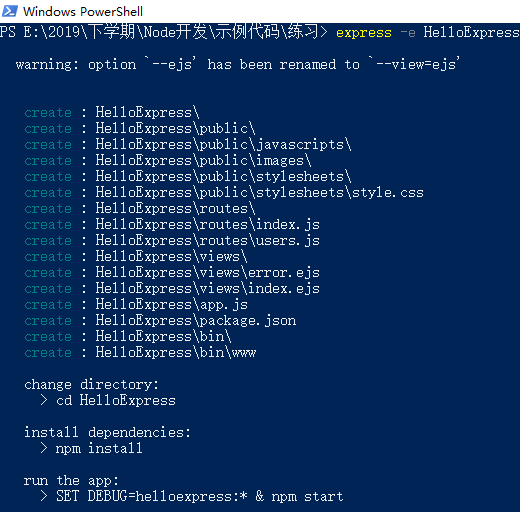 Windows PowerShell
PS E:\2019\下学期\Node开发\示例代码\练习> express -e HelloExpress
warning: option `--ejs' has been renamed to `--view=ejs'
create : HelloExpress\
create : HelloExpress\public\
create : HelloExpress\public\javascripts\
create : HelloExpress\public\images\
create : HelloExpress\public\stylesheets\
create : HelloExpress\public\stylesheets\style.css
create : HelloExpress\routes\
create : HelloExpress\routes\index.js
create : HelloExpress\routes\users.js
create : HelloExpress\views\
create : HelloExpress\views\error.ejs
create : HelloExpress\views\index.ejs
create : HelloExpress\app.js
create : HelloExpress\package.json
create : HelloExpress\bin\
create : HelloExpress\bin\www
change directory:
> cd HelloExpress
install dependencies:
> npm install
run the app:
> SET DEBUG=helloexpress:* & npm start